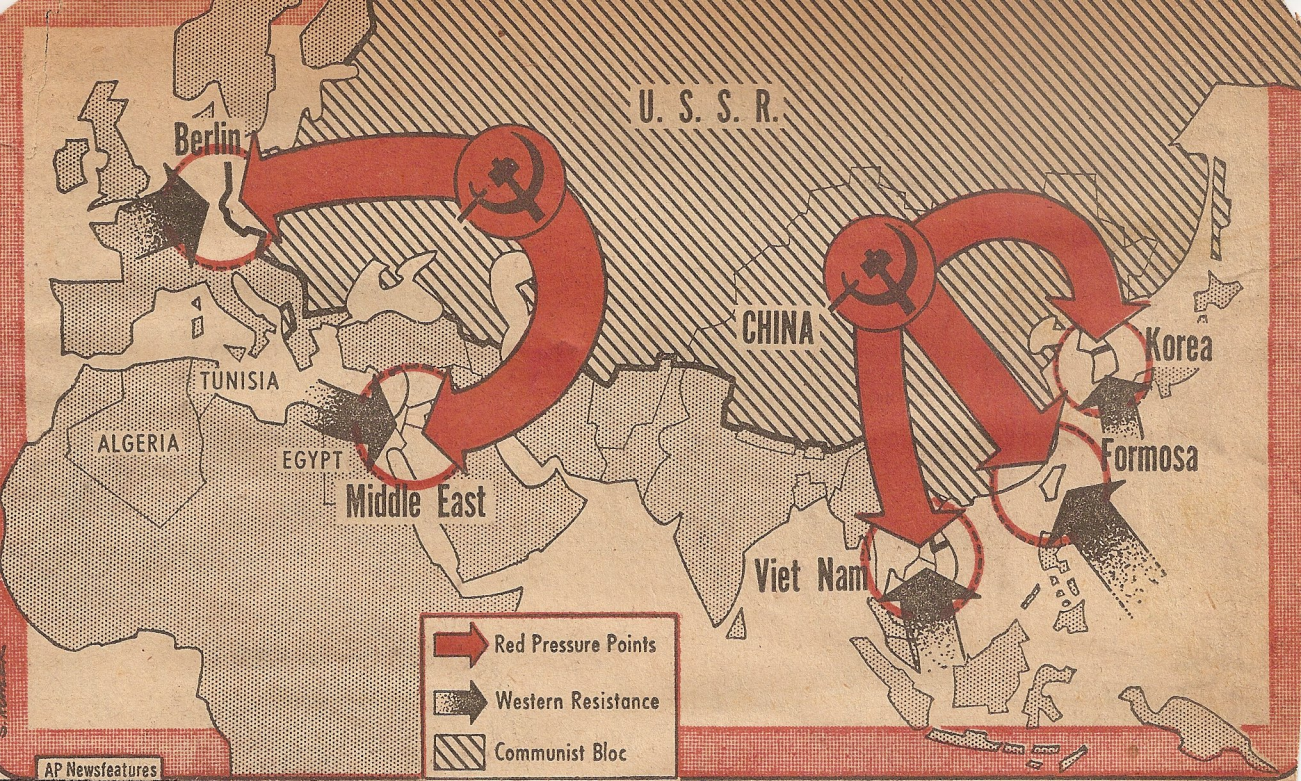 U. S. S. R.
Berlin
CHINA
Korea
TUNISIA
ALGERIA
EGYPT
Formosa
Middle East
Viet Nam
Red Pressure Points
Western Resistance
Communist Bloc
AP Newsfeatures